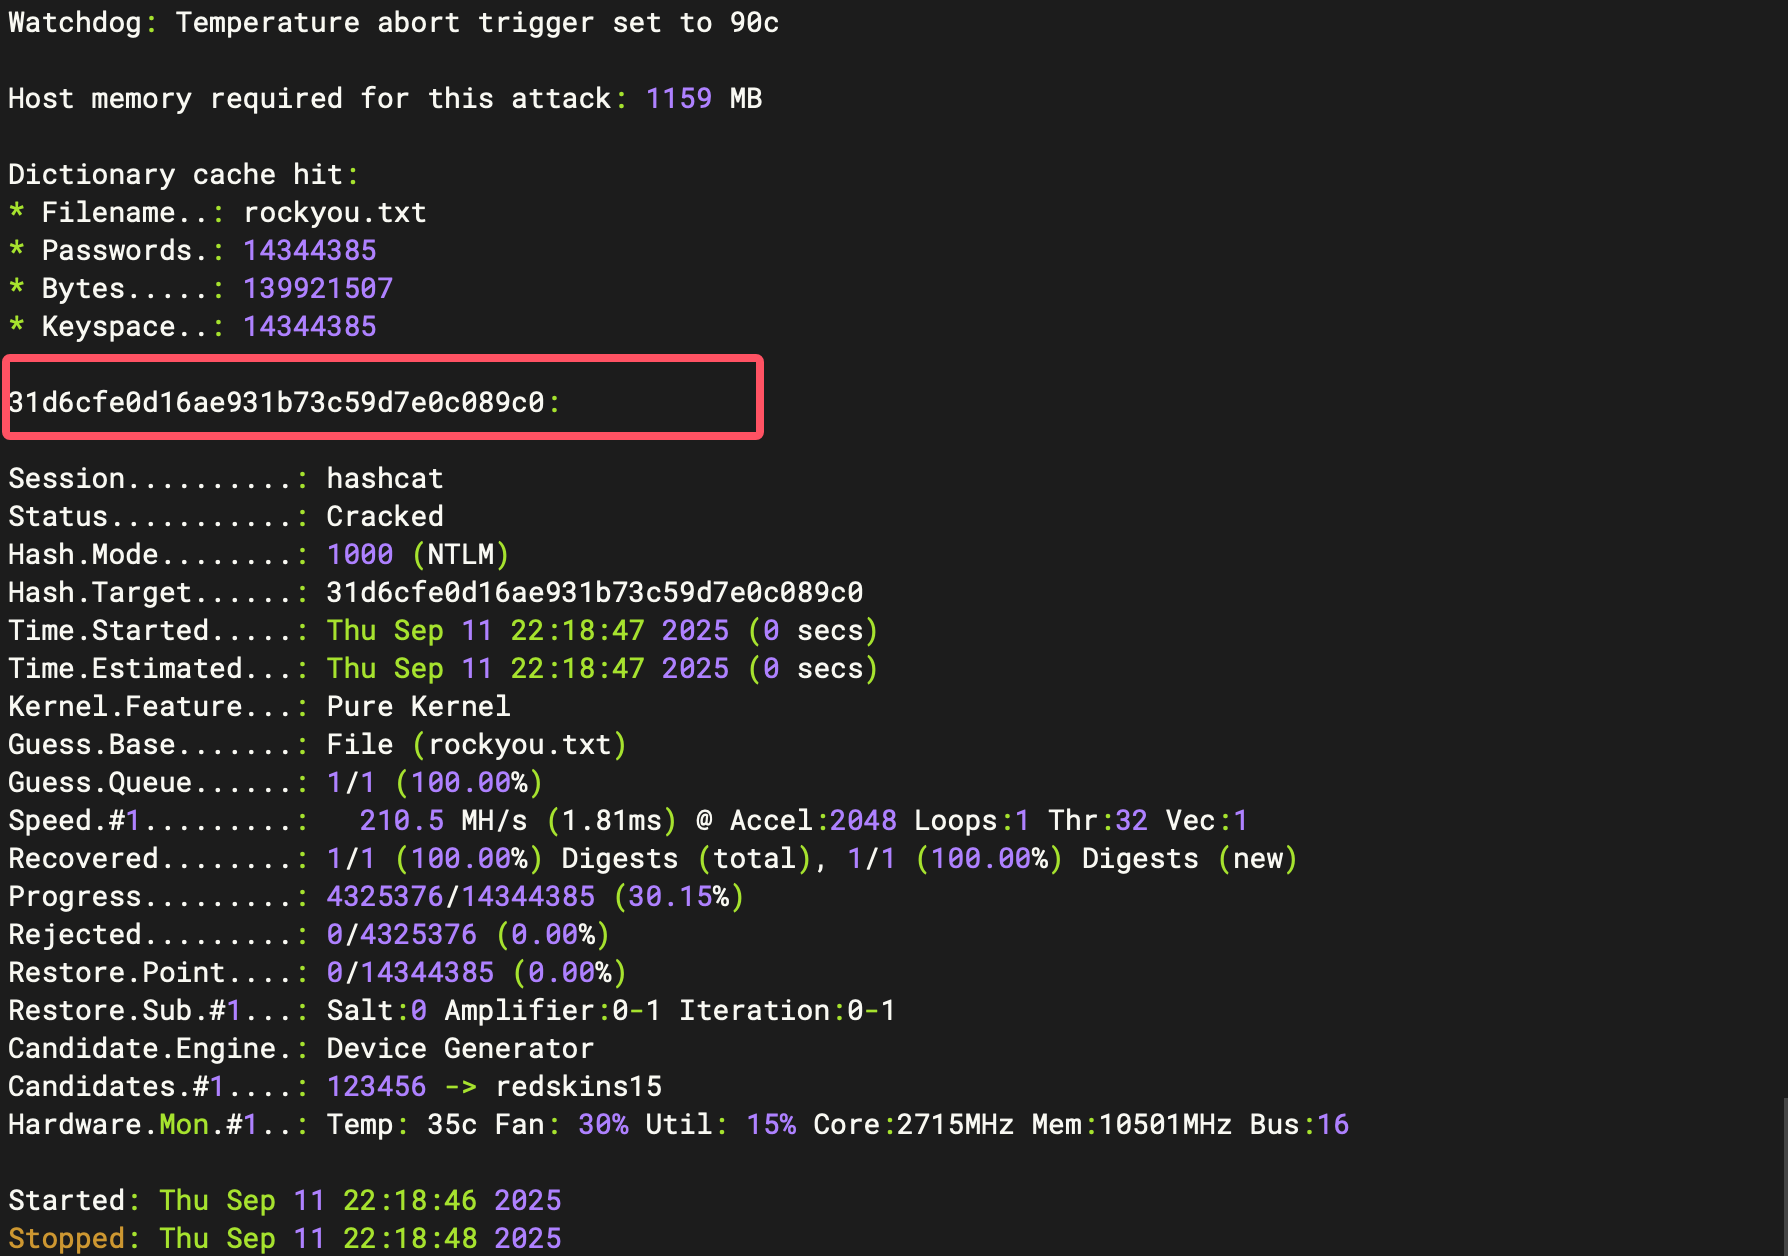 Watchdog: Temperature abort trigger set to 90c
Host memory required for this attack: 1159 MB
Dictionary cache hit:
* Filename..: rockyou.txt
* Passwords.: 14344385
* Bytes.....: 139921507
* Keyspace..: 14344385
31d6cfe0d16ae931b73c59d7e0c089c0:
Session..........: hashcat
Status...........: Cracked
Hash.Mode........: 1000 (NTLM)
Hash.Target......: 31d6cfe0d16ae931b73c59d7e0c089c0
Time.Started.....: Thu Sep 11 22:18:47 2025 (0 secs)
Time.Estimated...: Thu Sep 11 22:18:47 2025 (0 secs)
Kernel.Feature...: Pure Kernel
Guess.Base.......: File (rockyou.txt)
Guess.Queue......: 1/1 (100.00%)
Speed.#1.........:   210.5 MH/s (1.81ms) @ Accel:2048 Loops:1 Thr:32 Vec:1
Recovered........: 1/1 (100.00%) Digests (total), 1/1 (100.00%) Digests (new)
Progress.........: 4325376/14344385 (30.15%)
Rejected.........: 0/4325376 (0.00%)
Restore.Point....: 0/14344385 (0.00%)
Restore.Sub.#1...: Salt:0 Amplifier:0-1 Iteration:0-1
Candidate.Engine.: Device Generator
Candidates.#1....: 123456 -> redskins15
Hardware.Mon.#1..: Temp: 35c Fan: 30% Util: 15% Core:2715MHz Mem:10501MHz Bus:16
Started: Thu Sep 11 22:18:46 2025
Stopped: Thu Sep 11 22:18:48 2025